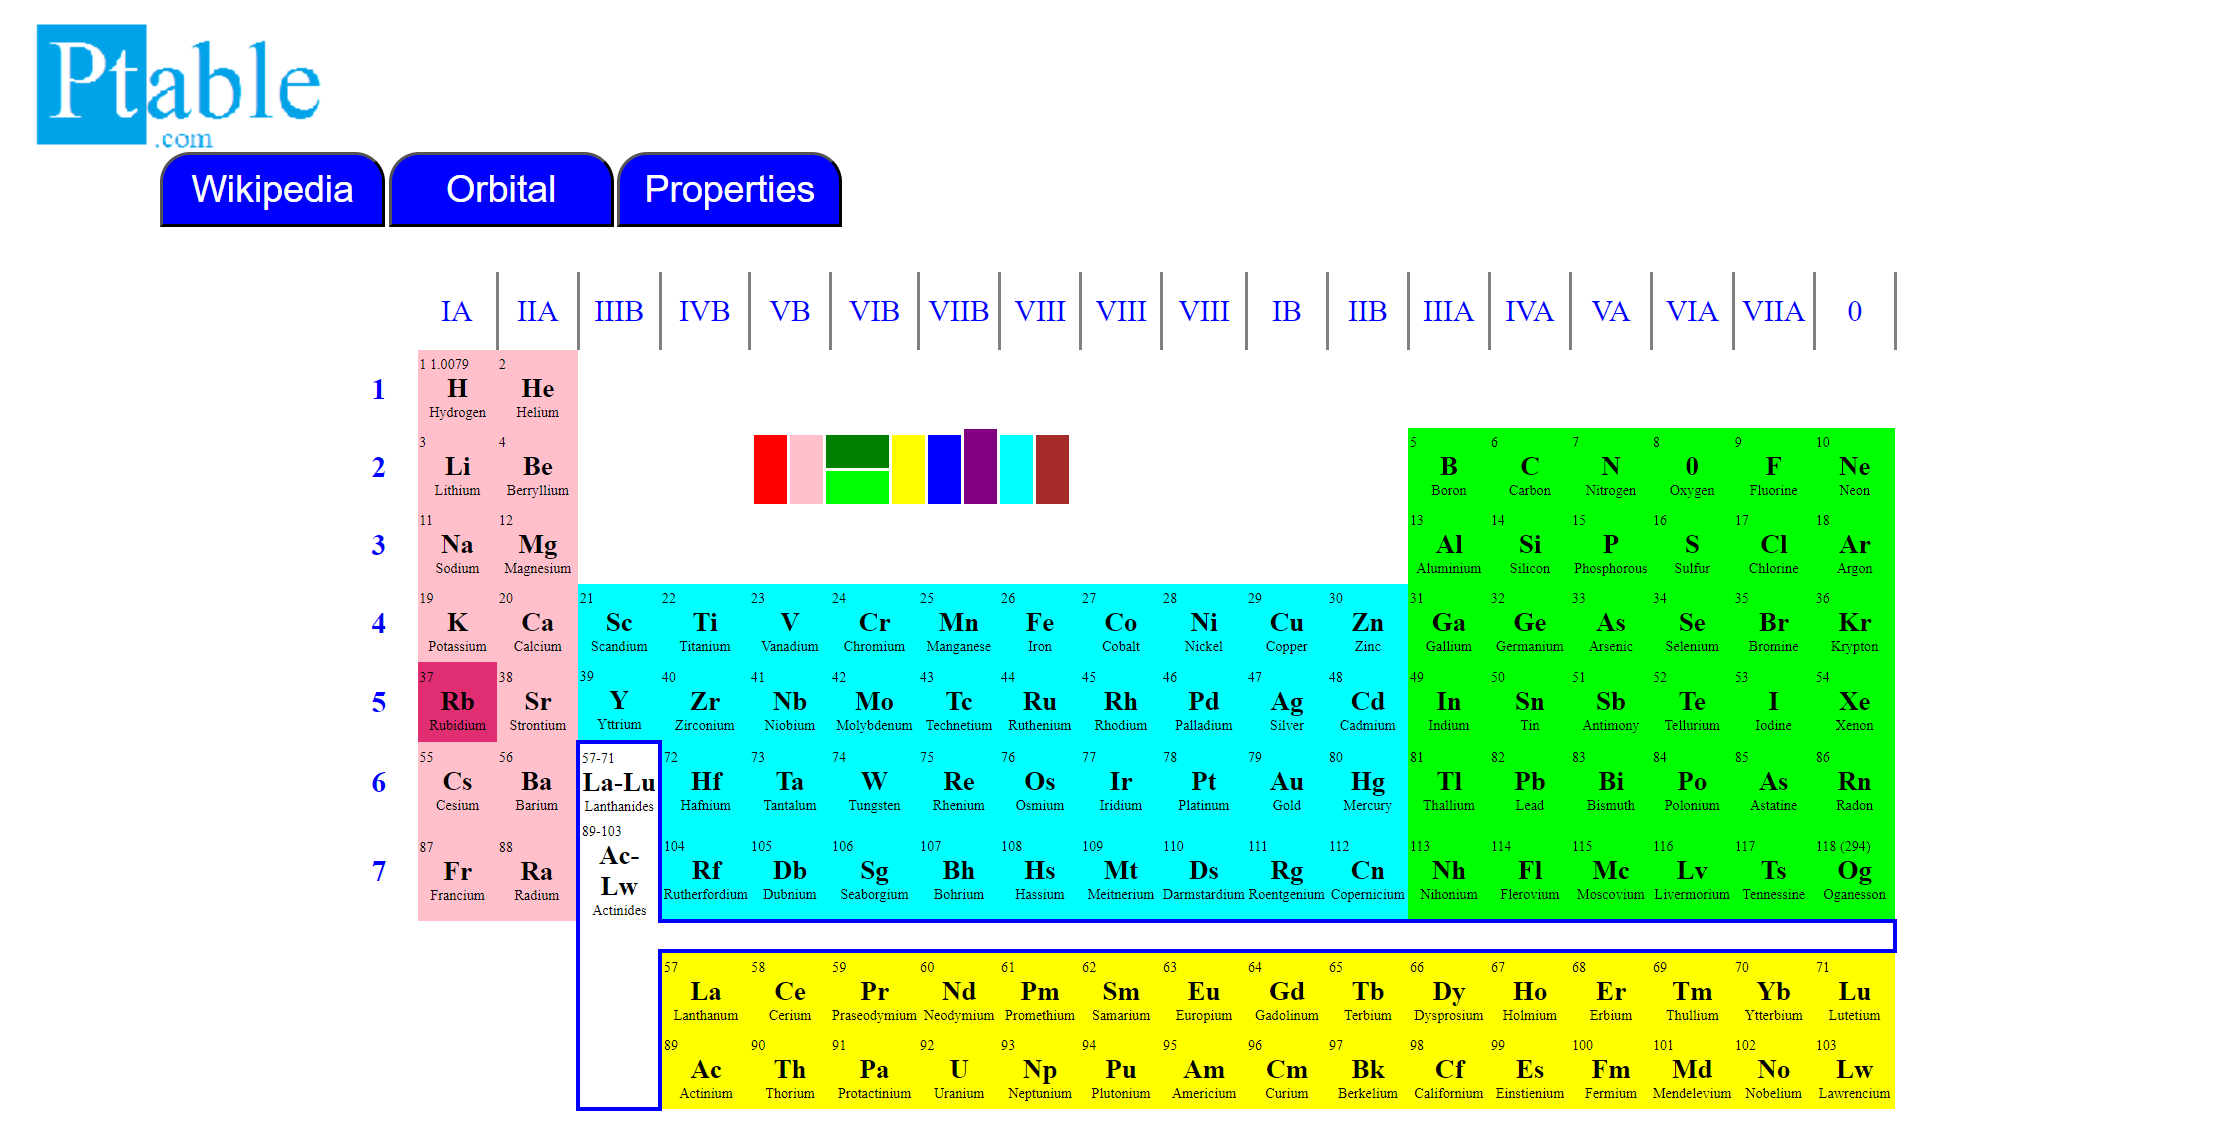 Ptable
.com
Wikipedia Orbital Properties
IA IIA IIIB IVB VB VIB VIIB VIII VIII VIII IB IIB IIIA IVA VA VIA VIIA 0
1 1.0079 2
1 H He
Hydrogen Helium
3 4 5 6 7 8 9 10
2 Li Be B C N 0 F Ne
Lithium Berryllium Boron Carbon Nitrogen Oxygen Fluorine Neon
11 12 13 14 15 16 17 18
3 Na Mg Al Si P S Cl Ar
Sodium Magnesium Aluminium Silicon Phosphorous Sulfur Chlorine Argon
19 20 21 22 23 24 25 26 27 28 29 30 31 32 33 34 35 36
4 K Ca Sc Ti V Cr Mn Fe Co Ni Cu Zn Ga Ge As Se Br Kr
Potassium Calcium Scandium Titanium Vanadium Chromium Manganese Iron Cobalt Nickel Copper Zinc Gallium Germanium Arsenic Selenium Bromine Krypton
37 38 39 40 41 42 43 44 45 46 47 48 49 50 51 52 53 54
5 Rb Sr Y Zr Nb Mo Tc Ru Rh Pd Ag Cd In Sn Sb Te I Xe
Rubidium Strontium Yttrium Zirconium Niobium Molybdenum Technetium Ruthenium Rhodium Palladium Silver Cadmium Indium Tin Antimony Tellurium Iodine Xenon
55 56 57-71 72 73 74 75 76 77 78 79 80 81 82 83 84 85 86
6 Cs Ba La-Lu Hf Ta W Re Os Ir Pt Au Hg Tl Pb Bi Po As Rn
Cesium Barium Lanthanides Hafnium Tantalum Tungsten Rhenium Osmium Iridium Platinum Gold Mercury Thallium Lead Bismuth Polonium Astatine Radon
87 88 89-103 104 105 106 107 108 109 110 111 112 113 114 115 116 117 118 (294)
7 Fr Ra Ac-Lw Rf Db Sg Bh Hs Mt Ds Rg Cn Nh Fl Mc Lv Ts Og
Francium Radium Actinides Rutherfordium Dubnium Seaborgium Bohrium Hassium Meitnerium Darmstardium Roentgenium Copernicium Nihonium Flerovium Moscovium Livermorium Tennessine Oganesson
57 58 59 60 61 62 63 64 65 66 67 68 69 70 71
La Ce Pr Nd Pm Sm Eu Gd Tb Dy Ho Er Tm Yb Lu
Lanthanum Cerium Praseodymium Neodymium Promethium Samarium Europium Gadolinum Terbium Dysprosium Holmium Erbium Thullium Ytterbium Lutetium
89 90 91 92 93 94 95 96 97 98 99 100 101 102 103
Ac Th Pa U Np Pu Am Cm Bk Cf Es Fm Md No Lw
Actinium Thorium Protactinium Uranium Neptunium Plutonium Americium Curium Berkelium Californium Einstienium Fermium Mendelevium Nobelium Lawrencium